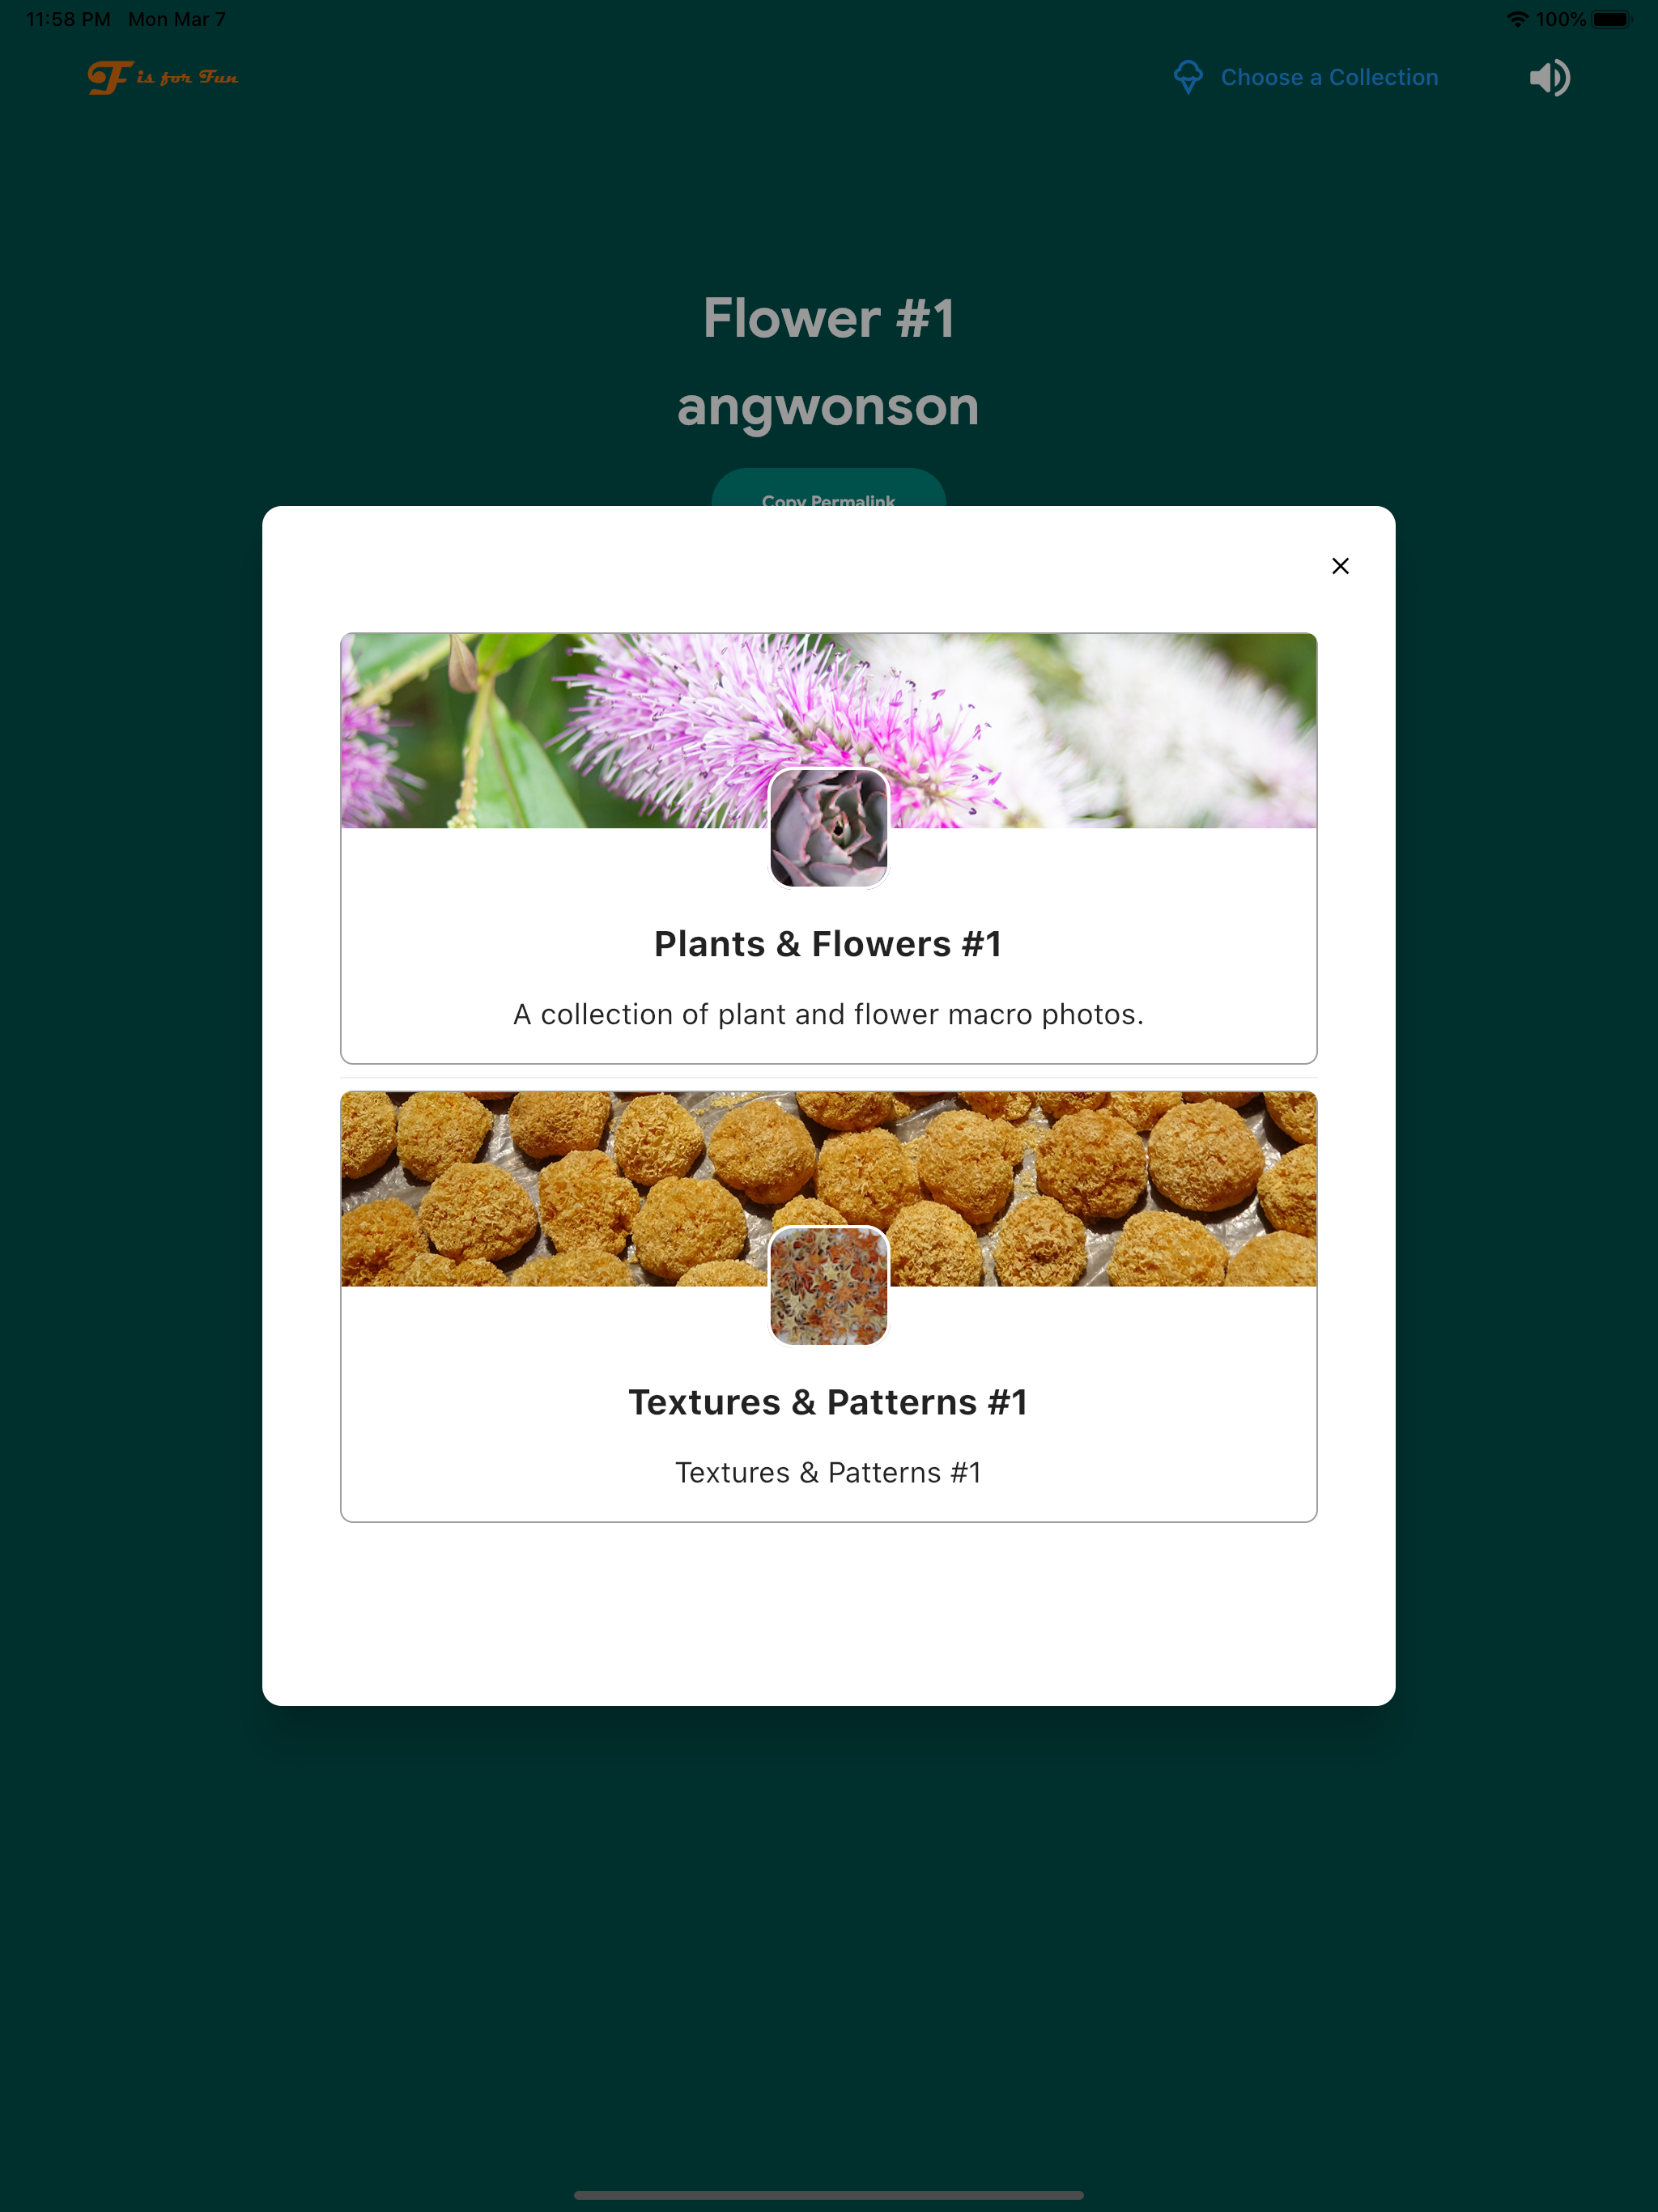 11:58 PM Mon Mar 7
100%
F is for Fun
Choose a Collection
Flower #1
angwonson
Copy Permalink
Plants & Flowers #1
A collection of plant and flower macro photos.
Textures & Patterns #1
Textures & Patterns #1